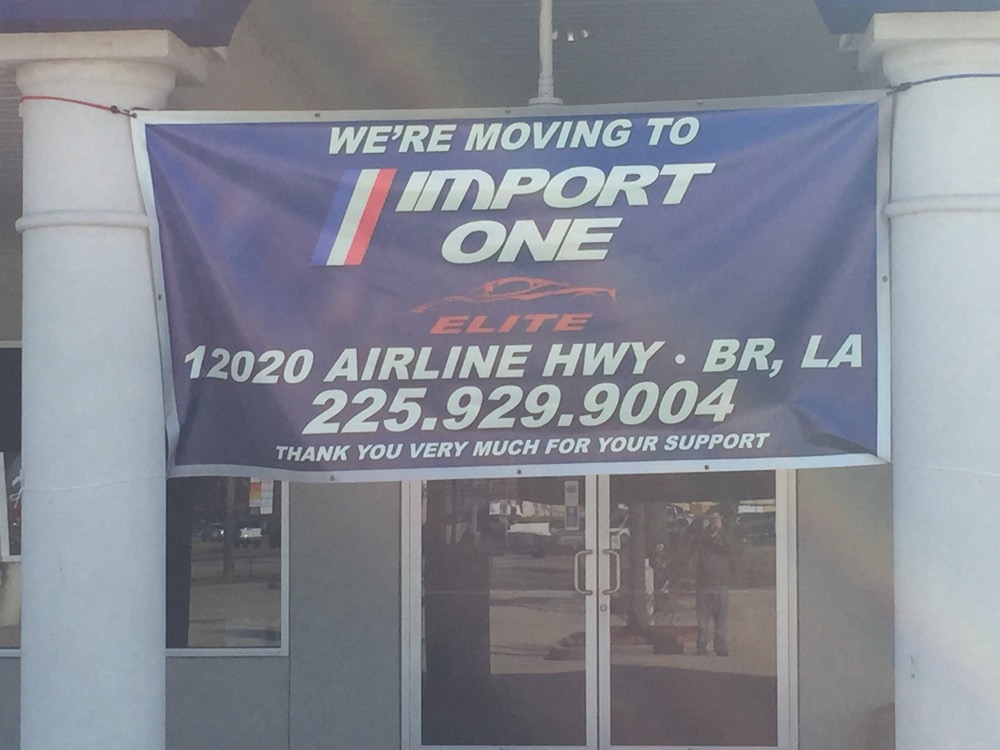 WE'RE MOVING TO
IMPORT
ONE
ELITE
12020 AIRLINE HWY • BR, LA
225.929.9004
THANK YOU VERY MUCH FOR YOUR SUPPORT